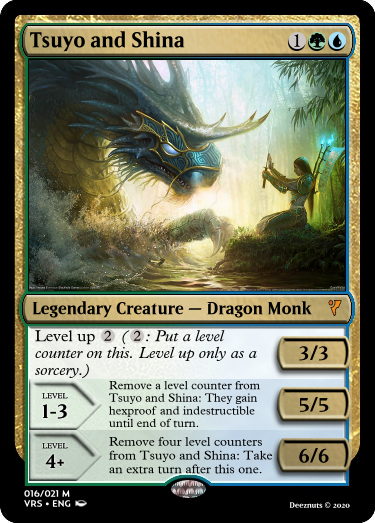 Tsuyo and Shina 1
Legendary Creature — Dragon Monk
Level up 2 ( 2 : Put a level
counter on this. Level up only as a
sorcery.)
3/3
LEVEL
1-3
Remove a level counter from
Tsuyo and Shina: They gain
hexproof and indestructible
until end of turn.
5/5
LEVEL
4+
Remove four level counters
from Tsuyo and Shina: Take
an extra turn after this one.
6/6
016/021 M
VRS • ENG
Deeznuts © 2020